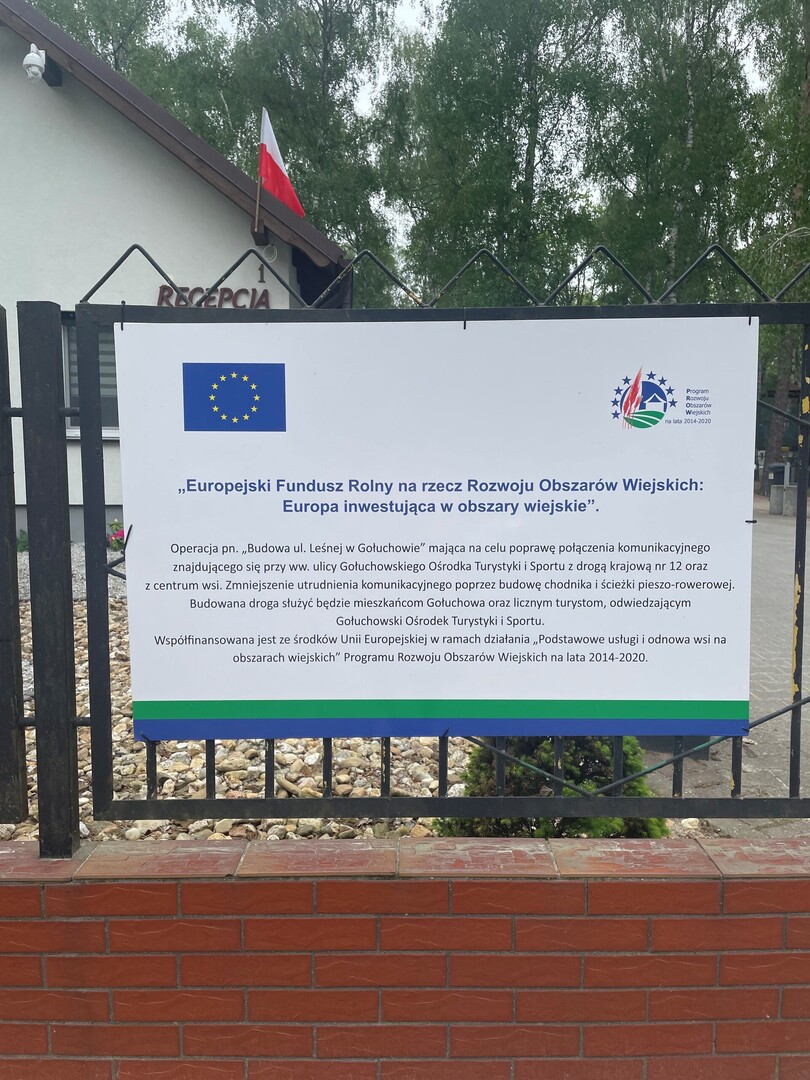 1
RECEPCJA
Program
Rozwoju
Obszarów
Wiejskich
na lata 2014-2020
„Europejski Fundusz Rolny na rzecz Rozwoju Obszarów Wiejskich:
Europa inwestująca w obszary wiejskie”.
Operacja pn. „Budowa ul. Leśnej w Gołuchowie” mająca na celu poprawę połączenia komunikacyjnego
znajdującego się przy ww. ulicy Gołuchowskiego Ośrodka Turystyki i Sportu z drogą krajową nr 12 oraz
z centrum wsi. Zmniejszenie utrudnienia komunikacyjnego poprzez budowę chodnika i ścieżki pieszo-rowerowej.
Budowana droga służyć będzie mieszkańcom Gołuchowa oraz licznym turystom, odwiedzającym
Gołuchowski Ośrodek Turystyki i Sportu.
Współfinansowana jest ze środków Unii Europejskiej w ramach działania „Podstawowe usługi i odnowa wsi na
obszarach wiejskich” Programu Rozwoju Obszarów Wiejskich na lata 2014-2020.